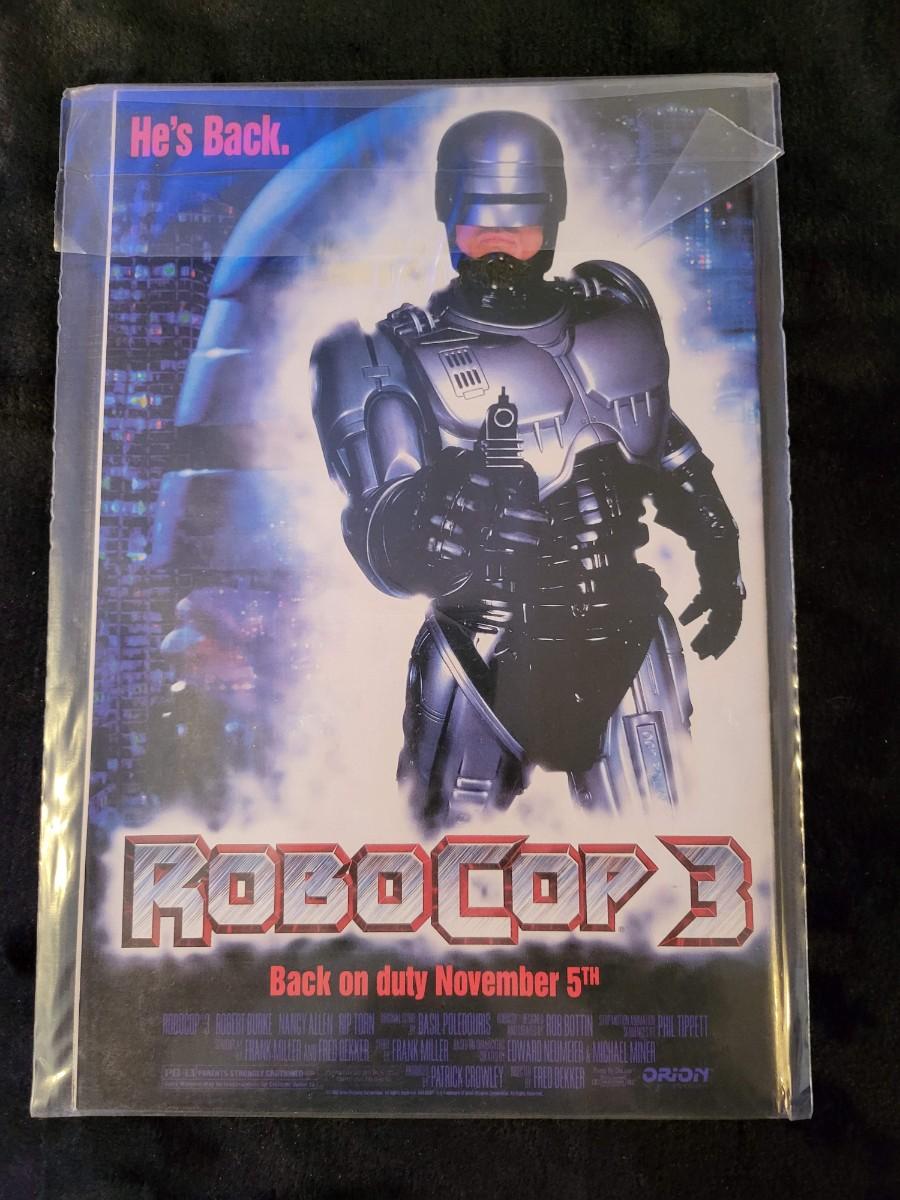 He's Back.
ROBOCOP 3
Back on duty November 5TH
ROBOCOP 3 ROBERT BURKE NANCY ALLEN RIP TORN BASIL POLEDOURIS ROB BOTTIN PHIL TIPPETT
FRANK MILLER AND FRED DEKKER FRANK MILLER EDWARD NEUMEIER & MICHAEL MINER
PATRICK CROWLEY FRED DEKKER
PG-13 PARENTS STRONGLY CAUTIONED
ORION